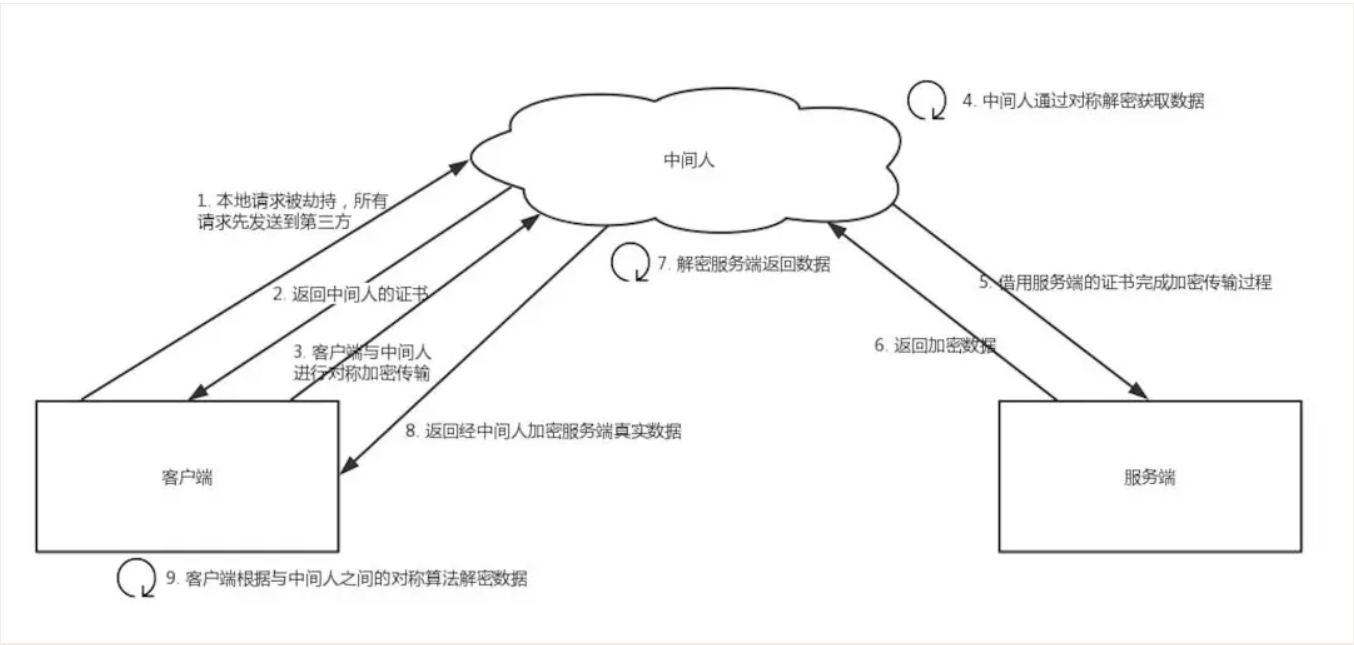 4. 中间人通过对称解密获取数据
中间人
1. 本地请求被劫持，所有
请求先发送到第三方
7. 解密服务端返回数据
5. 借用服务端的证书完成加密传输过程
2. 返回中间人的证书
6. 返回加密数据
3. 客户端与中间人
进行对称加密传输
8. 返回经中间人加密服务端真实数据
客户端
服务端
9. 客户端根据与中间人之间的对称算法解密数据